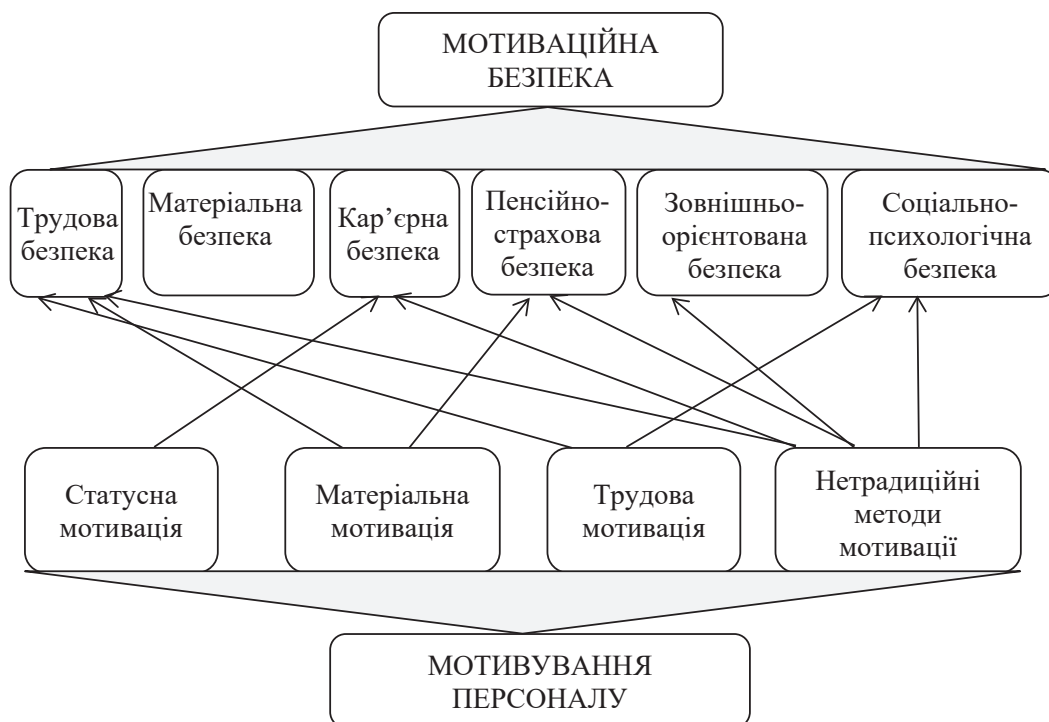 МОТИВАЦІЙНА
БЕЗПЕКА
Трудова
безпека
Матеріальна
безпека
Кар’єрна
безпека
Пенсійно-
страхова
безпека
Зовнішньо-
орієнтована
безпека
Соціально-
психологічна
безпека
Статусна
мотивація
Матеріальна
мотивація
Трудова
мотивація
Нетрадиційні
методи
мотивації
МОТИВУВАННЯ
ПЕРСОНАЛУ